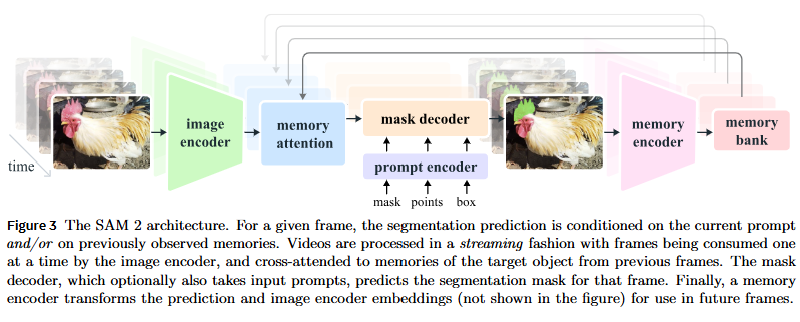 image
encoder
memory
attention
mask decoder
prompt encoder
mask points box
memory
encoder
memory
bank
time
Figure 3 The SAM 2 architecture. For a given frame, the segmentation prediction is conditioned on the current prompt
and/or on previously observed memories. Videos are processed in a streaming fashion with frames being consumed one
at a time by the image encoder, and cross-attended to memories of the target object from previous frames. The mask
decoder, which optionally also takes input prompts, predicts the segmentation mask for that frame. Finally, a memory
encoder transforms the prediction and image encoder embeddings (not shown in the figure) for use in future frames.